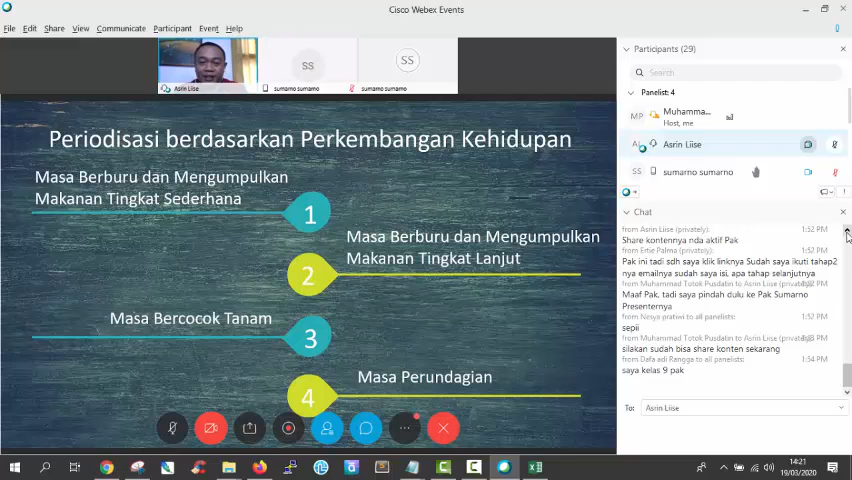 Cisco Webex Events
File Edit Share View Communicate Participant Event Help
Asrin Liise
SS
sumarno sumarno
SS
sumarno sumarno
Periodisasi berdasarkan Perkembangan Kehidupan
Masa Berburu dan Mengumpulkan
Makanan Tingkat Sederhana
1
Masa Berburu dan Mengumpulkan
Makanan Tingkat Lanjut
2
Masa Bercocok Tanam
3
Masa Perundagian
4
Participants (29)
Search
Panelist: 4
MP
Muhamma...
Host, me
Asrin Liise
SS
sumarno sumarno
Chat
from Asrin Liise (privately): 1:52 PM
Share kontennya nda aktif Pak
from Ertie Palma (privately): 1:52 PM
Pak ini tadi sdh saya klik linknya Sudah saya ikuti tahap2
nya emailnya sudah saya isi, apa tahap selanjutnya
from Muhammad Totok Pusdatin to Asrin Liise (privately):
Maaf Pak, tadi saya pindah dulu ke Pak Sumarno
Presenternya
from Nesya pratiwi to all panelists: 1:52 PM
sepii
from Muhammad Totok Pusdatin to Asrin Liise
silakan sudah bisa share konten sekarang
from Dafa adi Rangga to all panelists: 1:54 PM
saya kelas 9 pak
To: Asrin Liise
14:21
19/03/2020